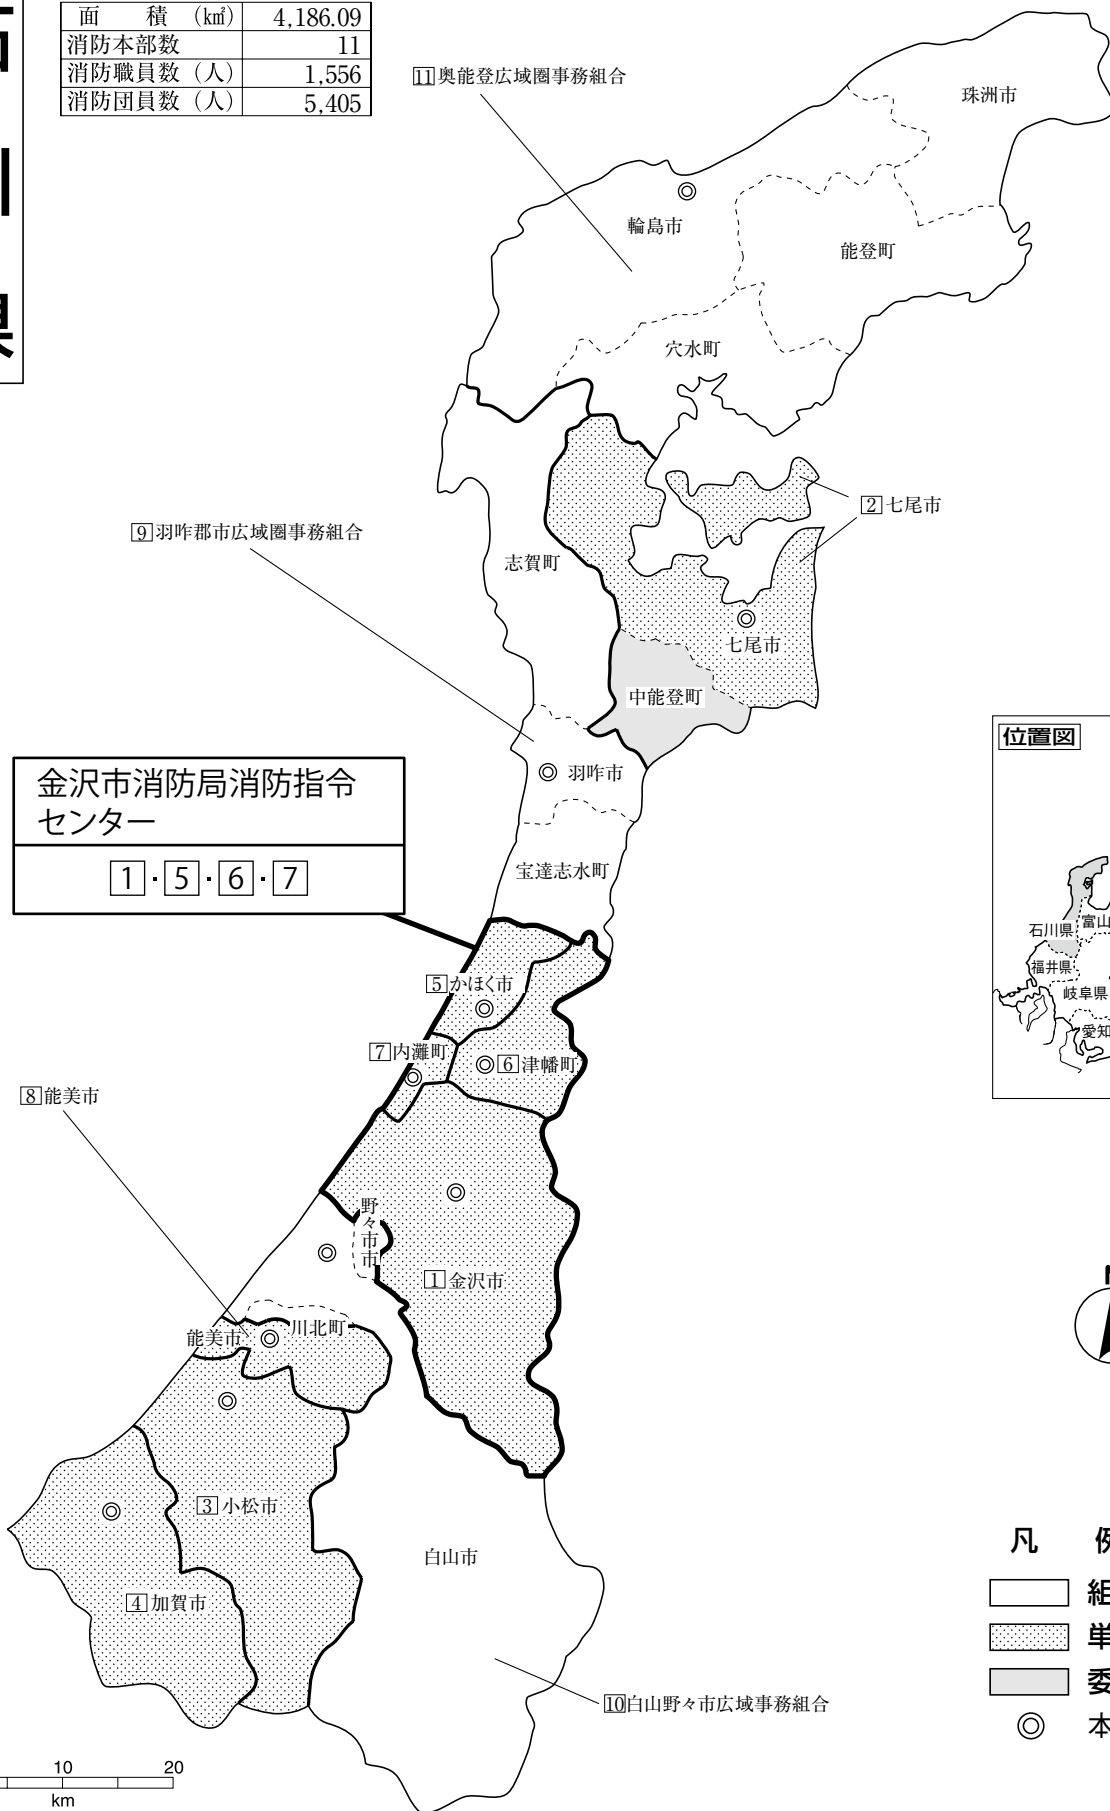 面　積（km²） 4,186.09
消防本部数 11
消防職員数（人） 1,556
消防団員数（人） 5,405
11 奥能登広域圏事務組合
珠洲市
輪島市
能登町
穴水町
2 七尾市
9 羽咋郡市広域圏事務組合
志賀町
七尾市
中能登町
位置図
羽咋市
金沢市消防局消防指令
センター
1・5・6・7
宝達志水町
石川県
富山
福井県
岐阜県
愛知
5 かほく市
7 内灘町
6 津幡町
8 能美市
野々市市
1 金沢市
能美市
川北町
3 小松市
白山市
4 加賀市
10 白山野々市広域事務組合
凡
組
単
委
本
10 20
km